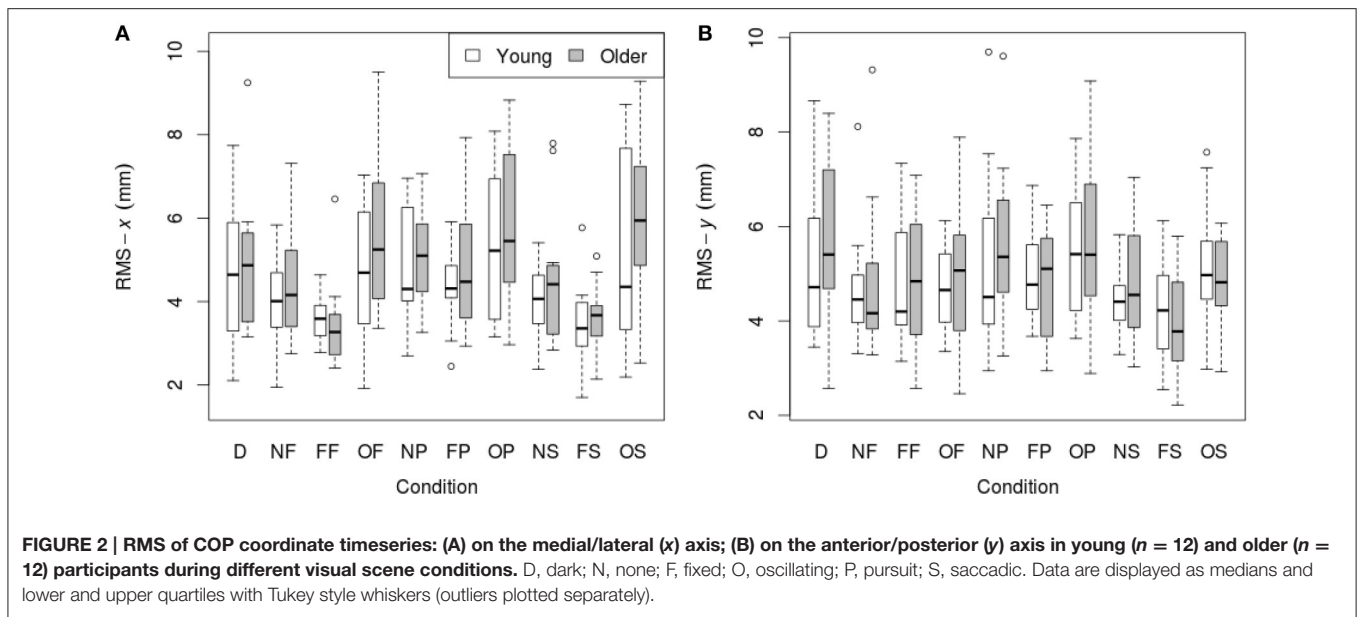 A
Young Older
10
8
6
4
2
RMS – x (mm)
D NF FF OF NP FP OP NS FS OS
Condition
B
10
8
6
4
2
RMS – y (mm)
D NF FF OF NP FP OP NS FS OS
Condition
FIGURE 2 | RMS of COP coordinate timeseries: (A) on the medial/lateral (x) axis; (B) on the anterior/posterior (y) axis in young (n = 12) and older (n =
12) participants during different visual scene conditions. D, dark; N, none; F, fixed; O, oscillating; P, pursuit; S, saccadic. Data are displayed as medians and
lower and upper quartiles with Tukey style whiskers (outliers plotted separately).